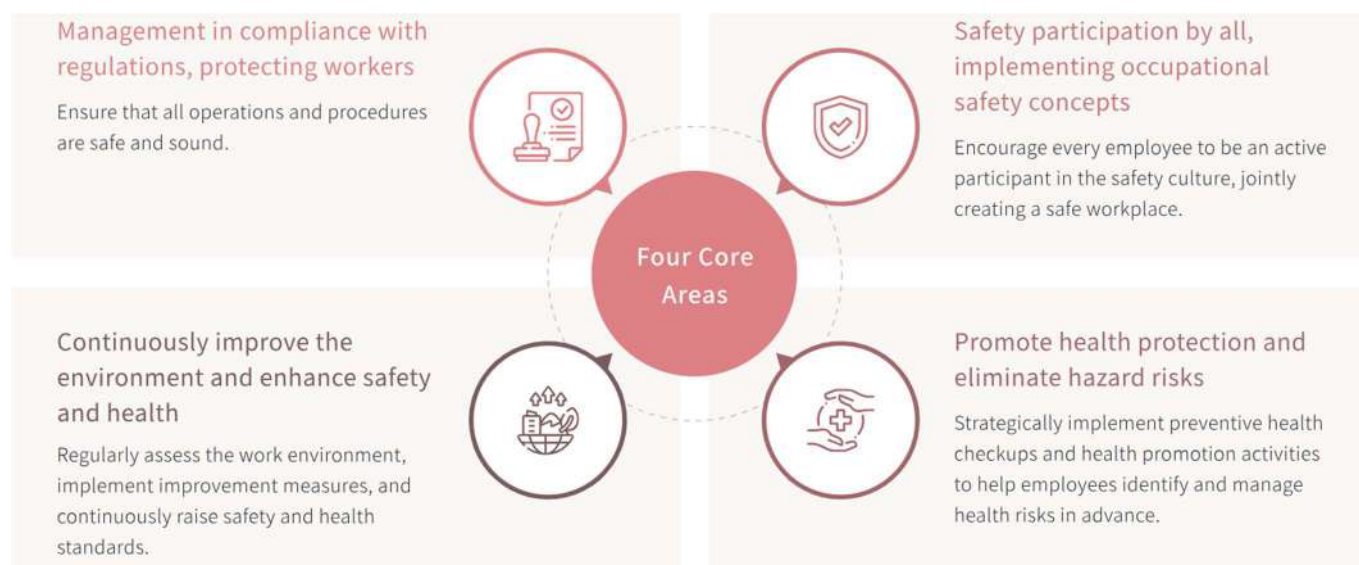 Management in compliance with
regulations, protecting workers
Ensure that all operations and procedures
are safe and sound.
Safety participation by all,
implementing occupational
safety concepts
Encourage every employee to be an active
participant in the safety culture, jointly
creating a safe workplace.
Four Core
Areas
Continuously improve the
environment and enhance safety
and health
Regularly assess the work environment,
implement improvement measures, and
continuously raise safety and health
standards.
Promote health protection and
eliminate hazard risks
Strategically implement preventive health
checkups and health promotion activities
to help employees identify and manage
health risks in advance.